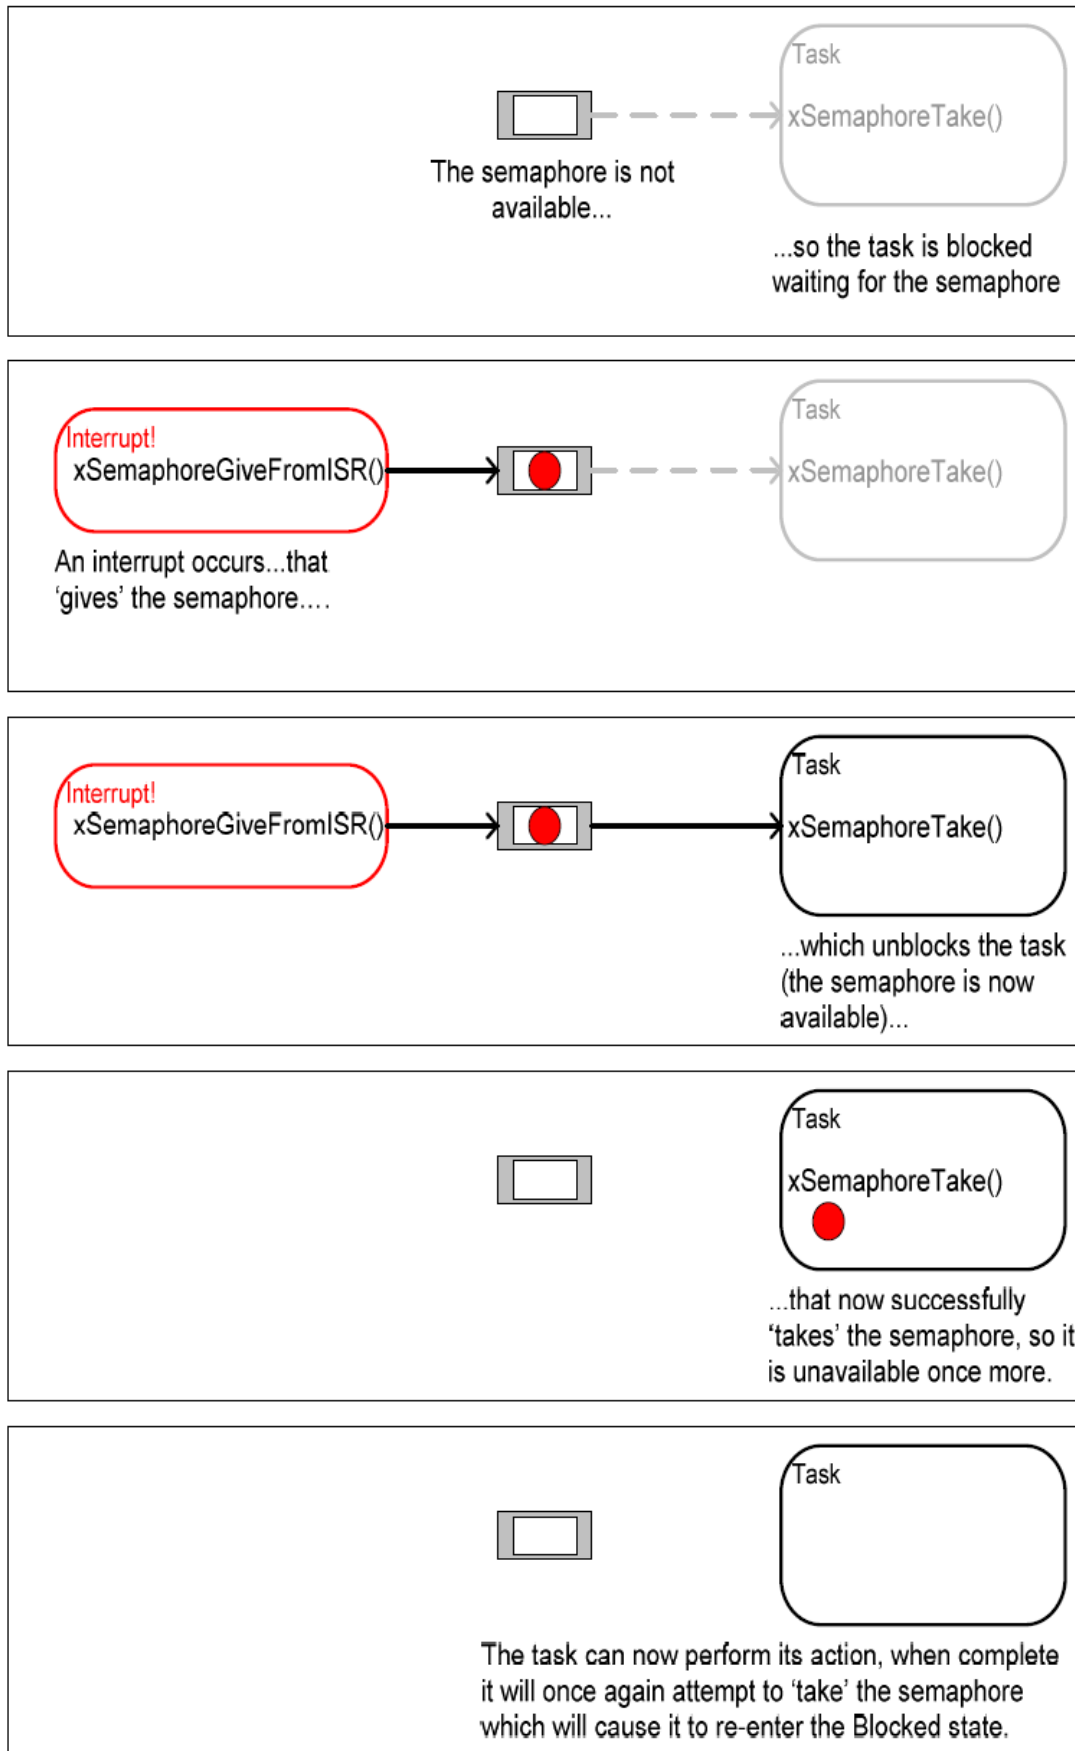 Task
xSemaphoreTake()
The semaphore is not
available...
...so the task is blocked
waiting for the semaphore
Interrupt!
xSemaphoreGiveFromISR()
Task
xSemaphoreTake()
An interrupt occurs...that
‘gives’ the semaphore....
Interrupt!
xSemaphoreGiveFromISR()
Task
xSemaphoreTake()
...which unblocks the task
(the semaphore is now
available)...
Task
xSemaphoreTake()
...that now successfully
‘takes’ the semaphore, so it
is unavailable once more.
Task
The task can now perform its action, when complete
it will once again attempt to ‘take’ the semaphore
which will cause it to re-enter the Blocked state.